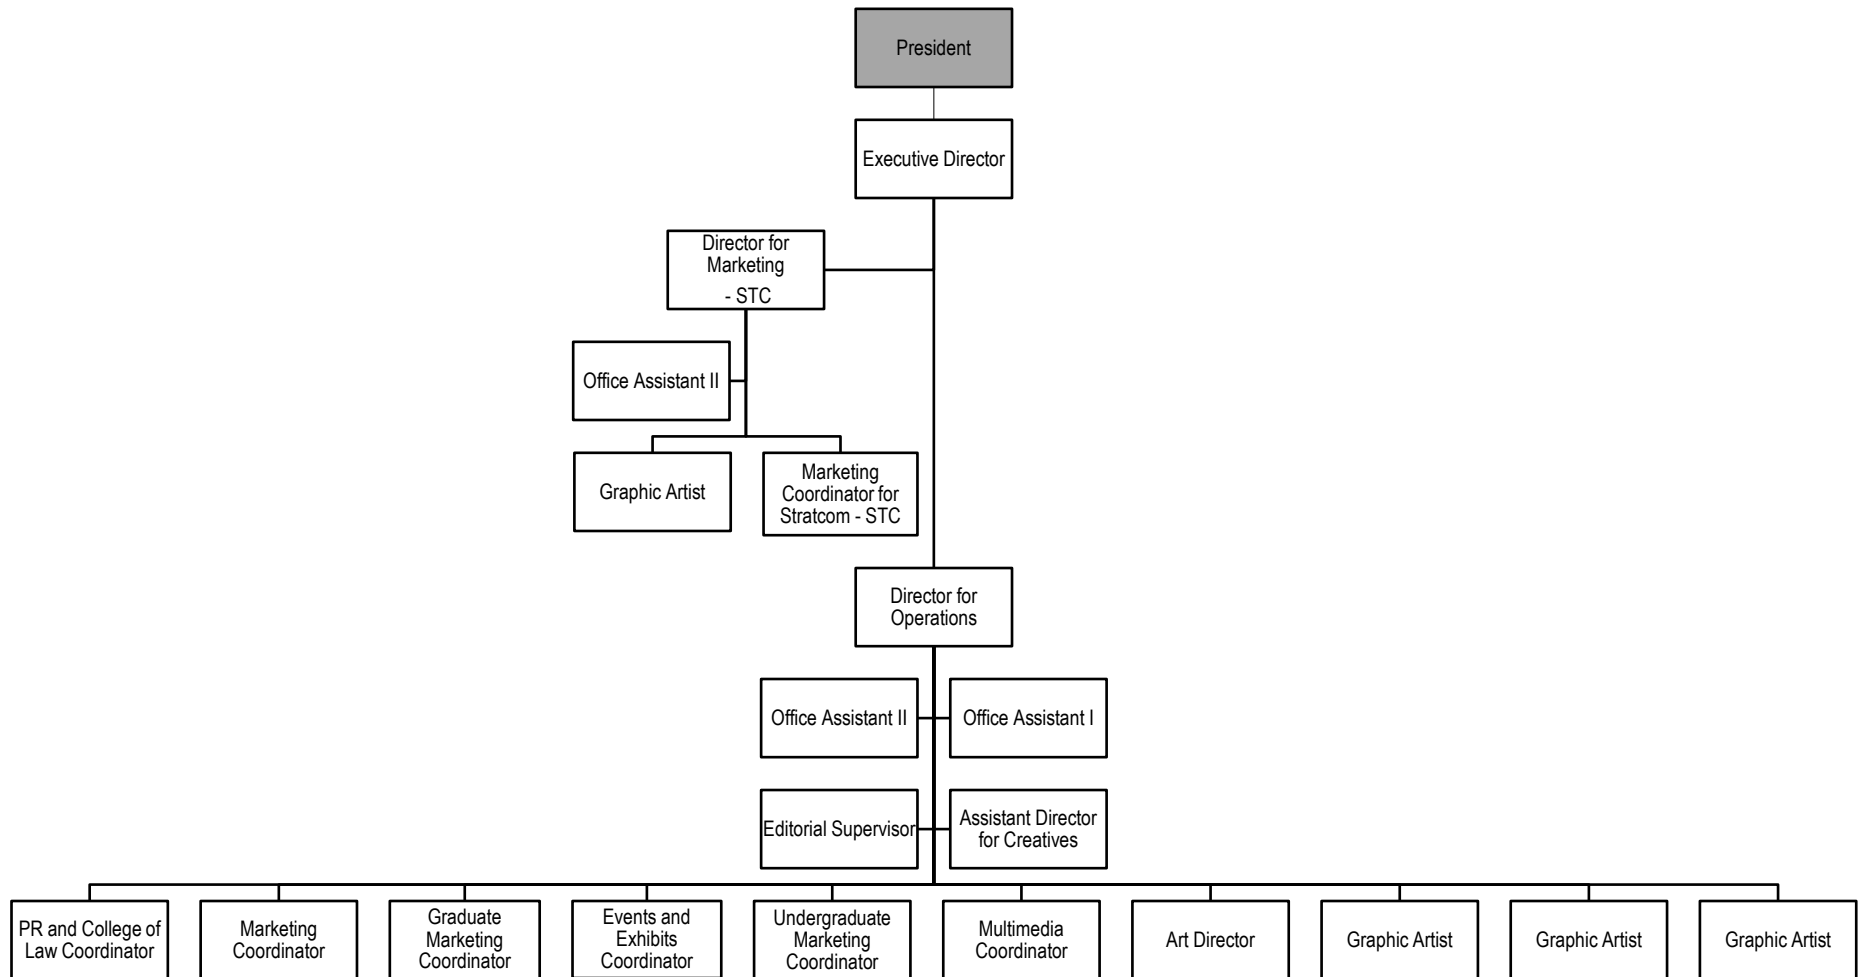 President
Executive Director
Director for
Marketing
- STC
Office Assistant II
Graphic Artist
Marketing
Coordinator for
Stratcom - STC
Director for
Operations
Office Assistant II
Office Assistant I
Editorial Supervisor
Assistant Director
for Creatives
PR and College of
Law Coordinator
Marketing
Coordinator
Graduate
Marketing
Coordinator
Events and
Exhibits
Coordinator
Undergraduate
Marketing
Coordinator
Multimedia
Coordinator
Art Director
Graphic Artist
Graphic Artist
Graphic Artist